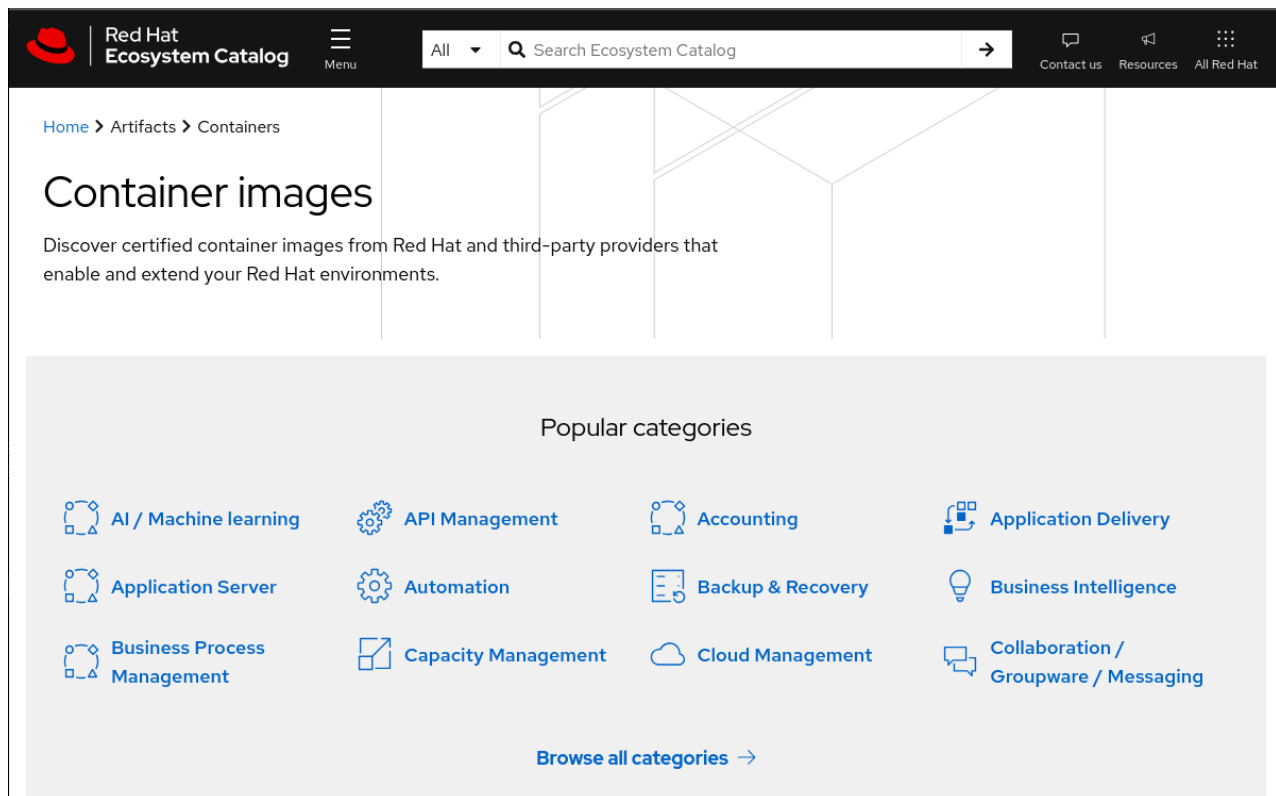 Red Hat
Ecosystem Catalog
Menu
All
Search Ecosystem Catalog
Contact us
Resources
All Red Hat
Home > Artifacts > Containers
Container images
Discover certified container images from Red Hat and third-party providers that
enable and extend your Red Hat environments.
Popular categories
AI / Machine learning
API Management
Accounting
Application Delivery
Application Server
Automation
Backup & Recovery
Business Intelligence
Business Process
Management
Capacity Management
Cloud Management
Collaboration /
Groupware / Messaging
Browse all categories →